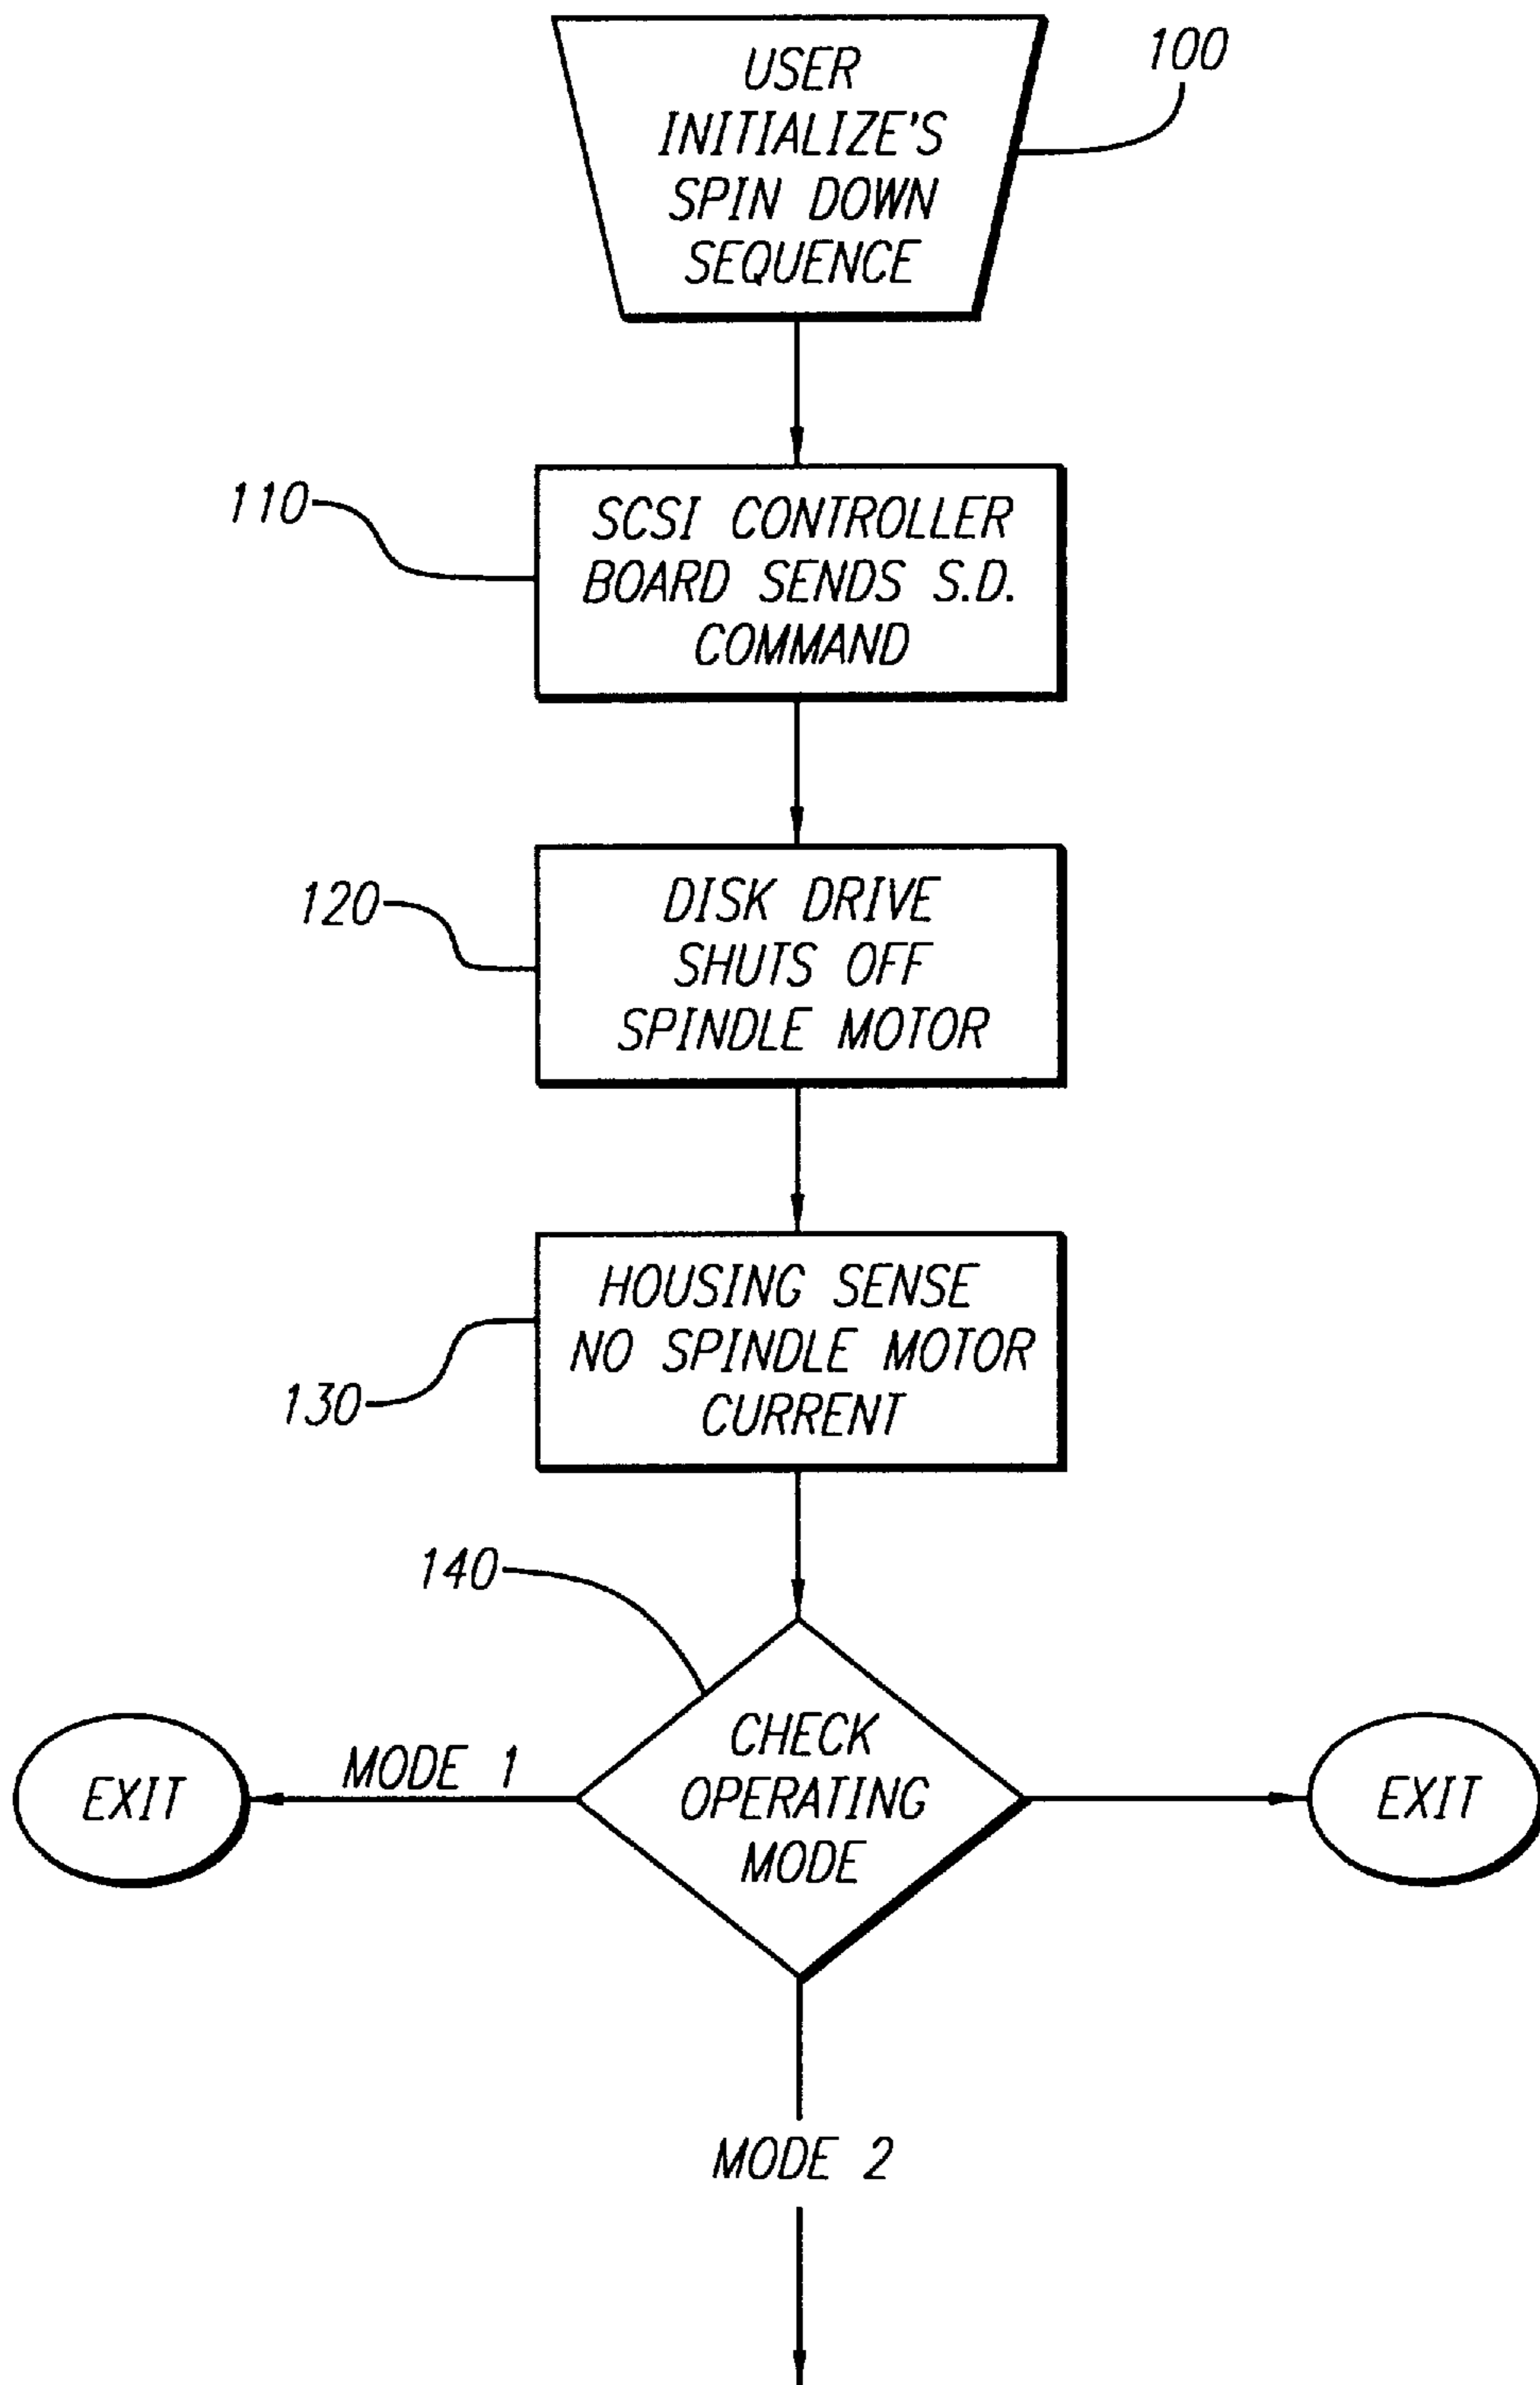 USER
INITIALIZE'S
SPIN DOWN
SEQUENCE
100
110
SCSI CONTROLLER
BOARD SENDS S.D.
COMMAND
120
DISK DRIVE
SHUTS OFF
SPINDLE MOTOR
130
HOUSING SENSE
NO SPINDLE MOTOR
CURRENT
140
CHECK
OPERATING
MODE
MODE 1
EXIT
EXIT
MODE 2